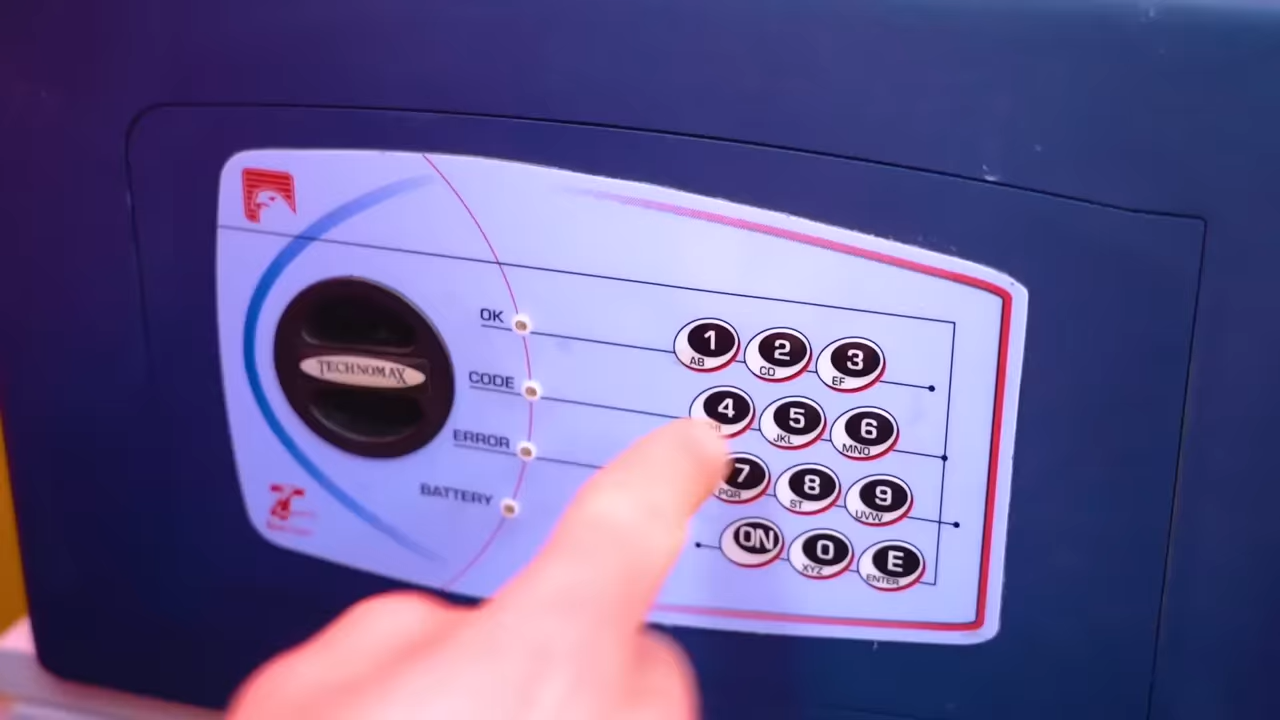 OK
CODE
ERROR
BATTERY
TECHNOMAX
1 2 3
AB CD EF
4 5 6
JKL MNO
7 8 9
PQR ST UVW
ON 0 E
XYZ ENTER